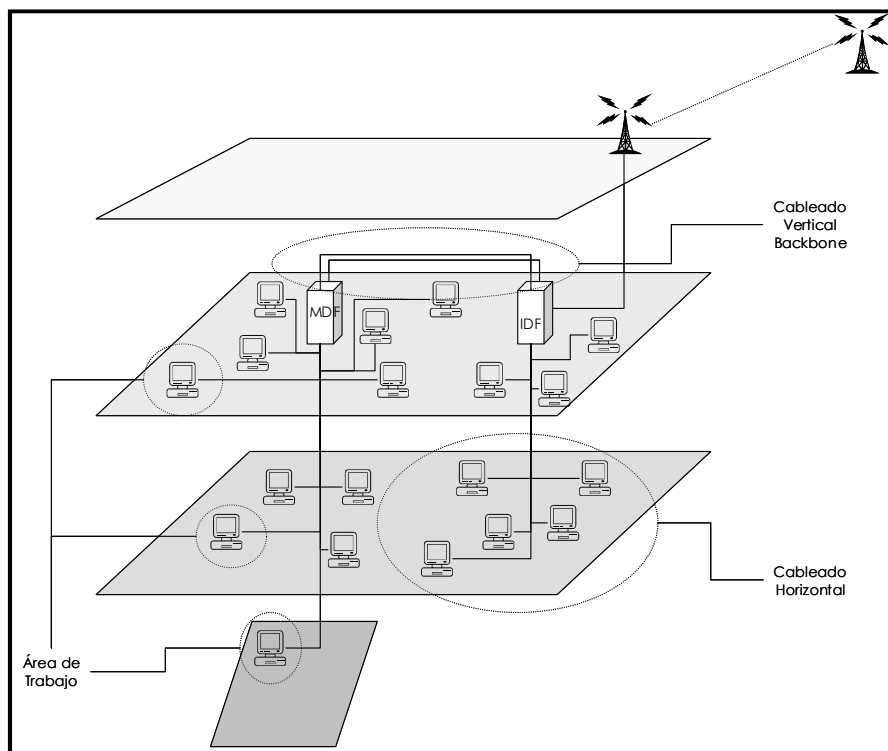 Cableado
Vertical
Backbone
MDF
IDF
Cableado
Horizontal
Área de
Trabajo